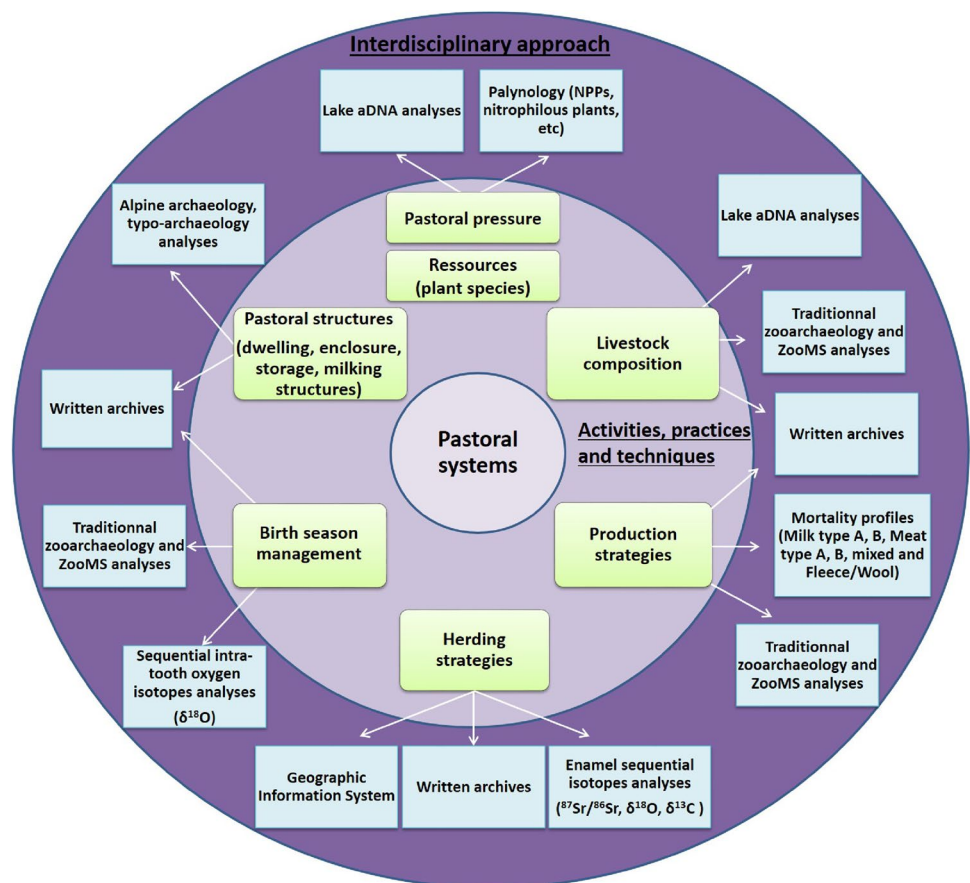 Interdisciplinary approach
Lake aDNA analyses
Palynology (NPPs,
nitrophilous plants,
etc)
Alpine archaeology,
typo-archaeology
analyses
Pastoral pressure
Lake aDNA analyses
Ressources
(plant species)
Pastoral structures
(dwelling, enclosure,
storage, milking
structures)
Livestock
composition
Traditionnal
zooarchaeology and
ZooMS analyses
Written archives
Pastoral
systems
Activities, practices
and techniques
Written archives
Traditionnal
zooarchaeology and
ZooMS analyses
Birth season
management
Production
strategies
Mortality profiles
(Milk type A, B, Meat
type A, B, mixed and
Fleece/Wool)
Herding
strategies
Sequential intra-
tooth oxygen
isotopes analyses
(δ¹⁸O)
Traditionnal
zooarchaeology and
ZooMS analyses
Geographic
Information System
Written archives
Enamel sequential
isotopes analyses
(⁸⁷Sr/⁸⁶Sr, δ¹⁸O, δ¹³C )